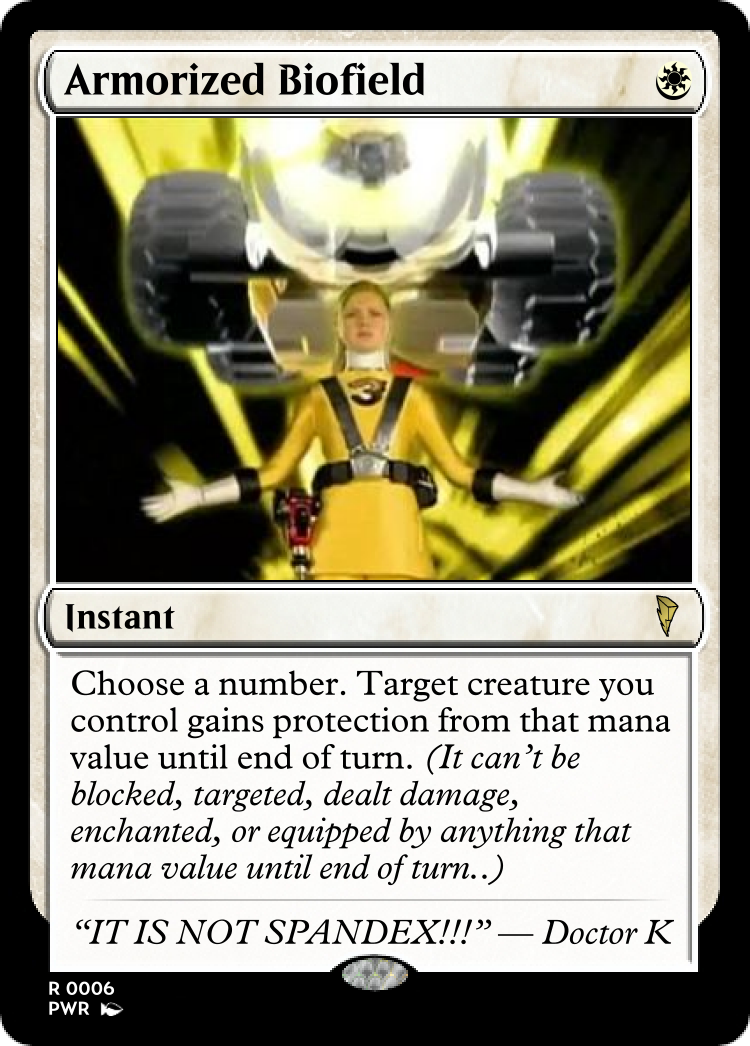 Armorized Biofield
Instant
Choose a number. Target creature you
control gains protection from that mana
value until end of turn. (It can't be
blocked, targeted, dealt damage,
enchanted, or equipped by anything that
mana value until end of turn..)
“IT IS NOT SPANDEX!!!” — Doctor K
R 0006
PWR